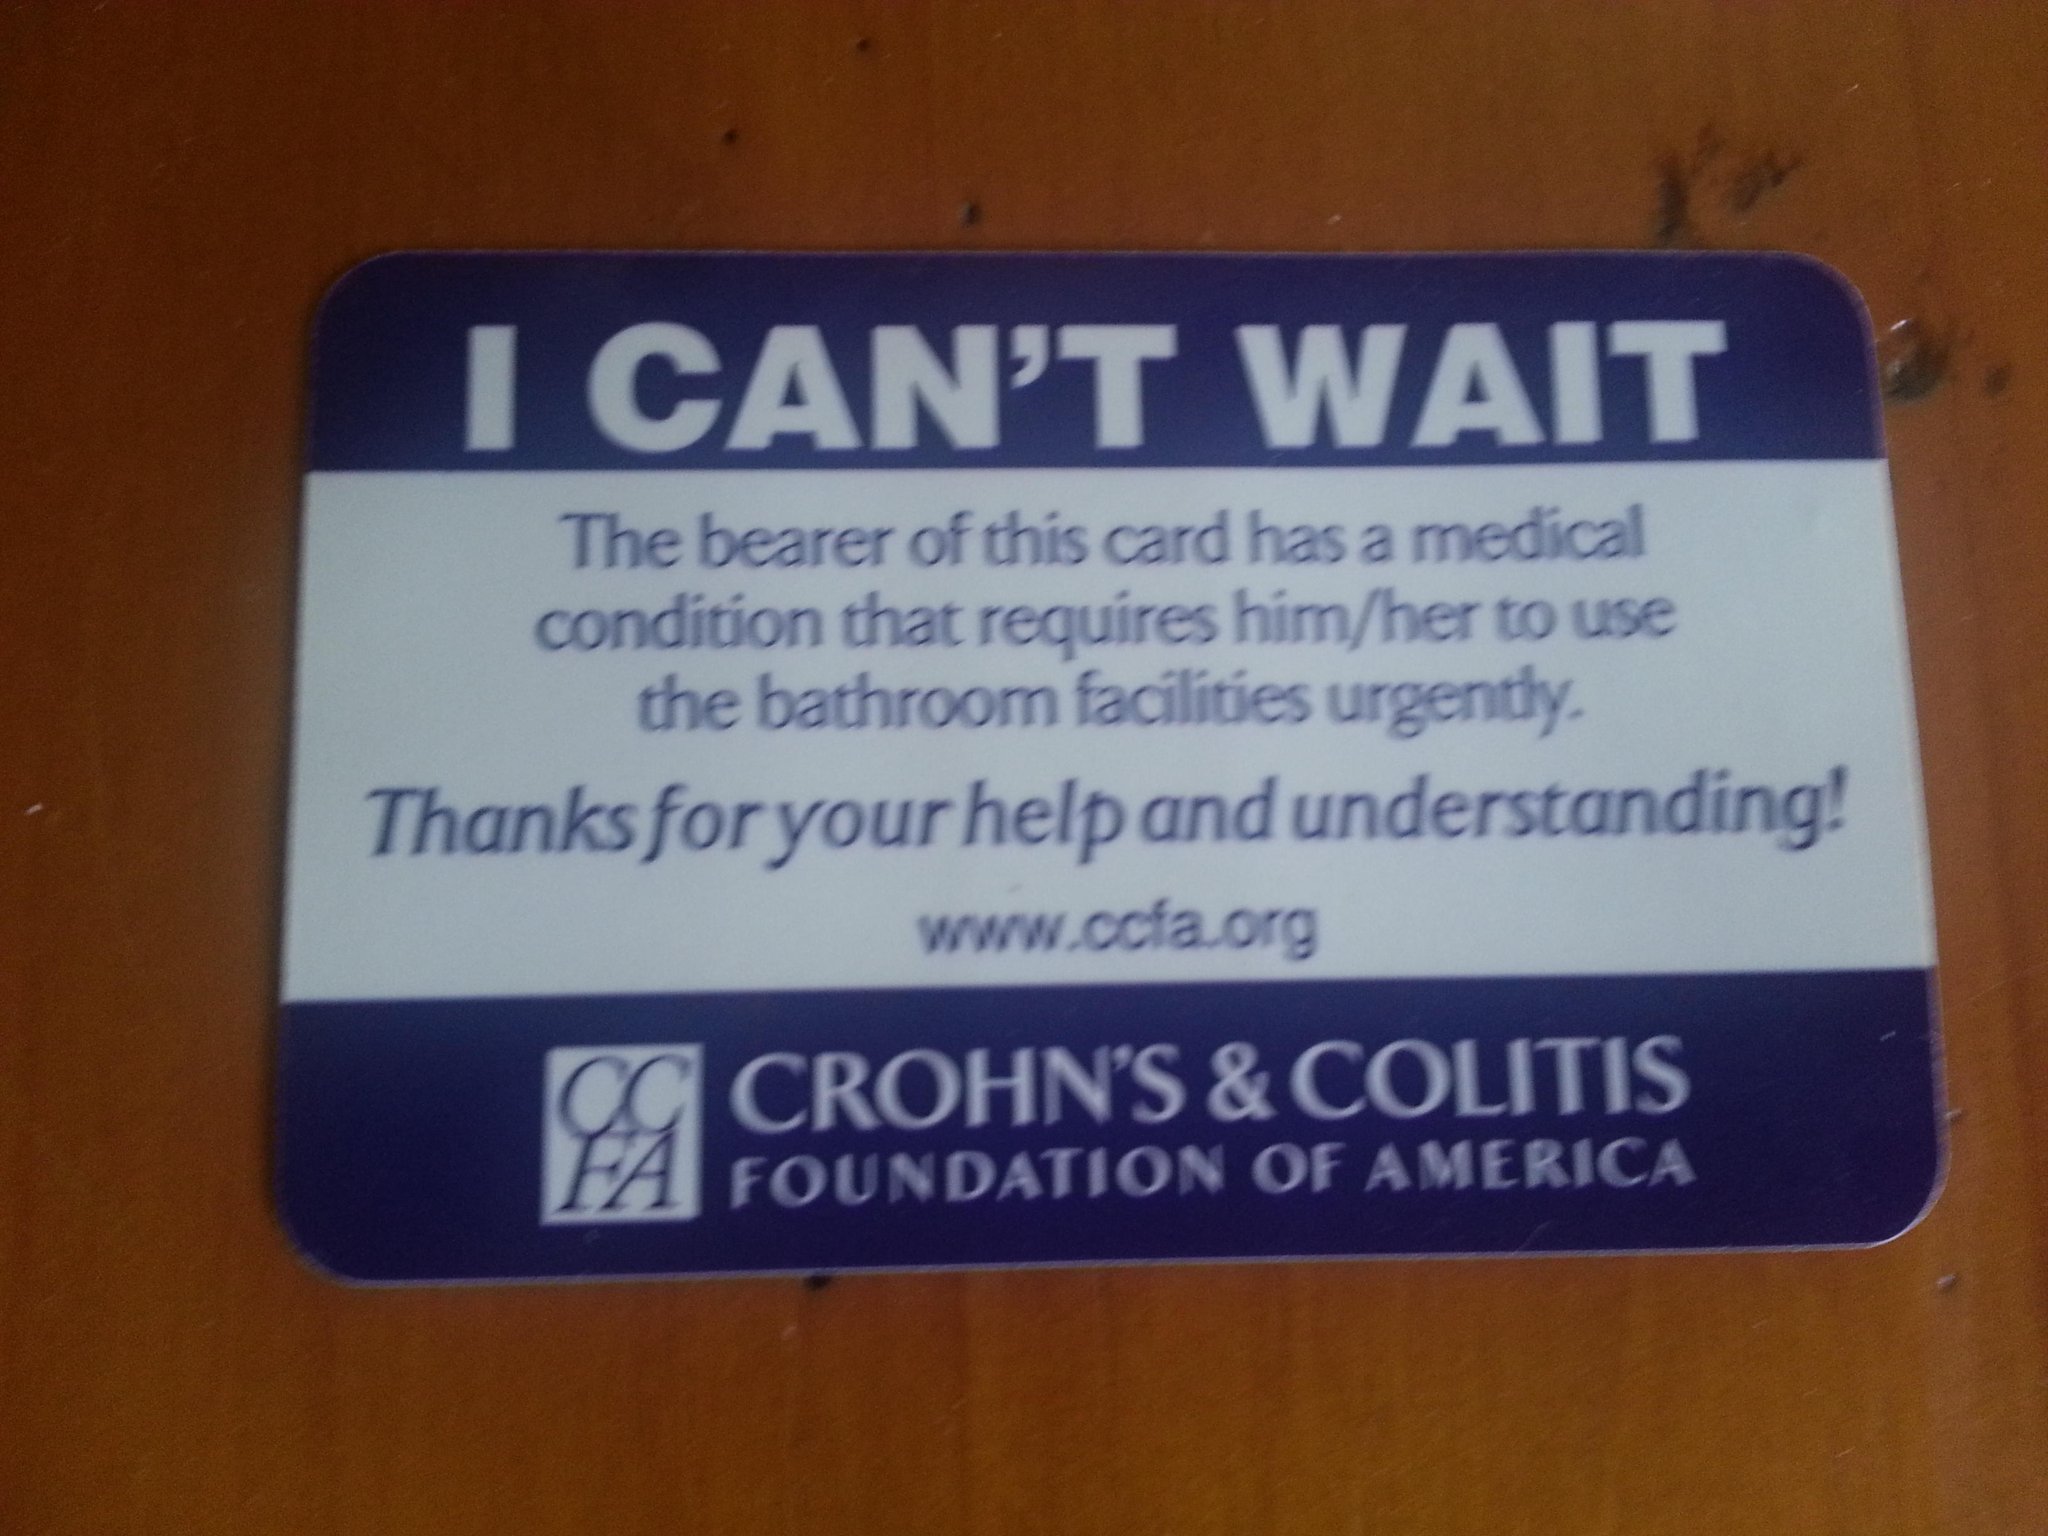 I CAN'T WAIT
The bearer of this card has a medical
condition that requires him/her to use
the bathroom facilities urgently.
Thanks for your help and understanding!
www.ccfa.org
CC
FA
CROHN'S & COLITIS
FOUNDATION OF AMERICA